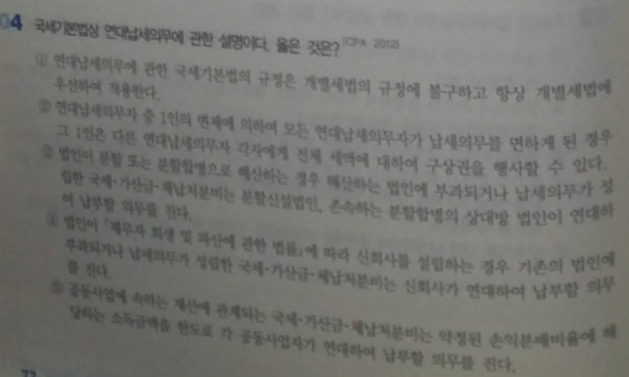 04 국세기본법상 연대납세의무에 관한 설명이다. 옳은 것은? [CPA 2012]
① 연대납세의무에 관한 국세기본법의 규정은 개별세법의 규정에 불구하고 항상 개별세법에
우선하여 적용한다.
② 연대납세의무자 중 1인의 변제에 의하여 모든 연대납세의무자가 납세의무를 면하게 된 경우
그 1인은 다른 연대납세의무자 각자에게 전체 세액에 대하여 구상권을 행사할 수 있다.
③ 법인이 분할 또는 분할합병으로 해산하는 경우 해산하는 법인에 부과되거나 납세의무가 성
립한 국세·가산금·체납처분비는 분할신설법인, 존속하는 분할합병의 상대방 법인이 연대하
여 납부할 의무를 진다.
④ 법인이 「채무자 회생 및 파산에 관한 법률」에 따라 신회사를 설립하는 경우 기존의 법인에
부과되거나 납세의무가 성립한 국세·가산금·체납처분비는 신회사가 연대하여 납부할 의무
를 진다.
⑤ 공동사업에 속하는 재산에 관계되는 국세·가산금·체납처분비는 약정된 손익분배비율에 해
당하는 소득금액을 한도로 각 공동사업자가 연대하여 납부할 의무를 진다.